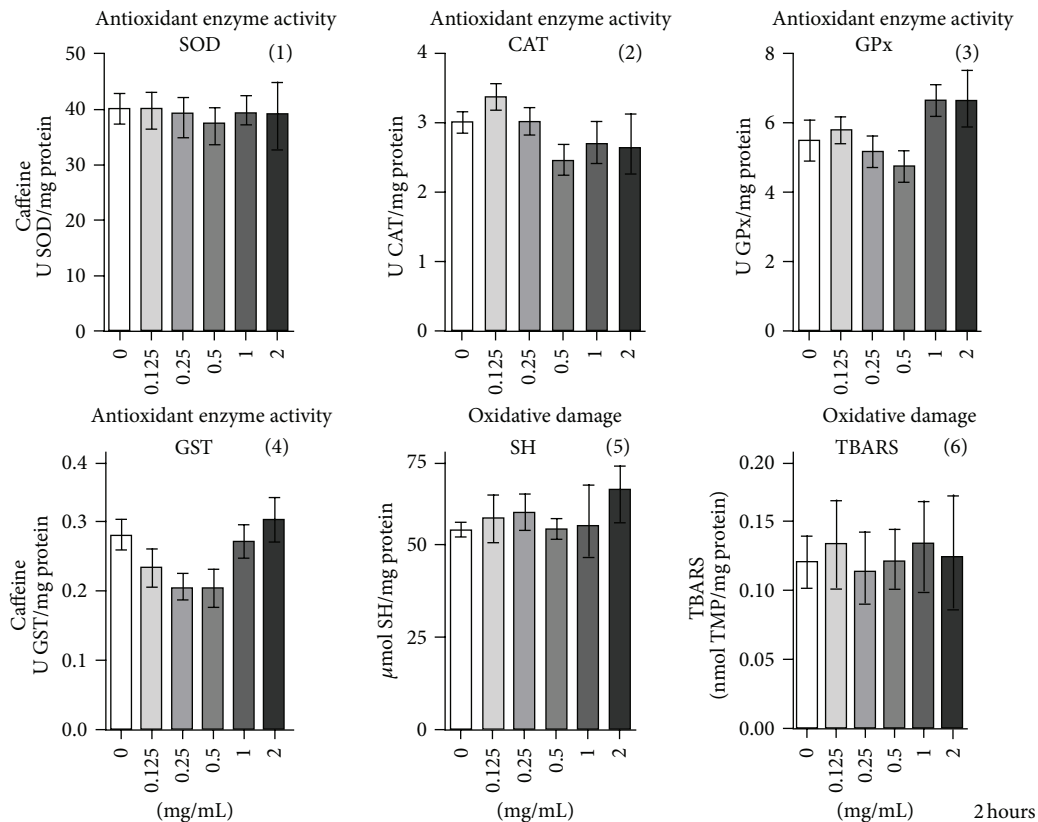 Antioxidant enzyme activity
SOD
(1)
Caffeine
U SOD/mg protein
50
40
30
20
10
0
0
0.125
0.25
0.5
1
2
Antioxidant enzyme activity
CAT
(2)
U CAT/mg protein
4
3
2
1
0
0
0.125
0.25
0.5
1
2
Antioxidant enzyme activity
GPx
(3)
U GPx/mg protein
8
6
4
2
0
0
0.125
0.25
0.5
1
2
Antioxidant enzyme activity
GST
(4)
Caffeine
U GST/mg protein
0.4
0.3
0.2
0.1
0.0
0
0.125
0.25
0.5
1
2
(mg/mL)
Oxidative damage
SH
(5)
μmol SH/mg protein
75
50
25
0
0
0.125
0.25
0.5
1
2
(mg/mL)
Oxidative damage
TBARS
(6)
TBARS
(nmol TMP/mg protein)
0.20
0.15
0.10
0.05
0.00
0
0.125
0.25
0.5
1
2
(mg/mL)
2 hours